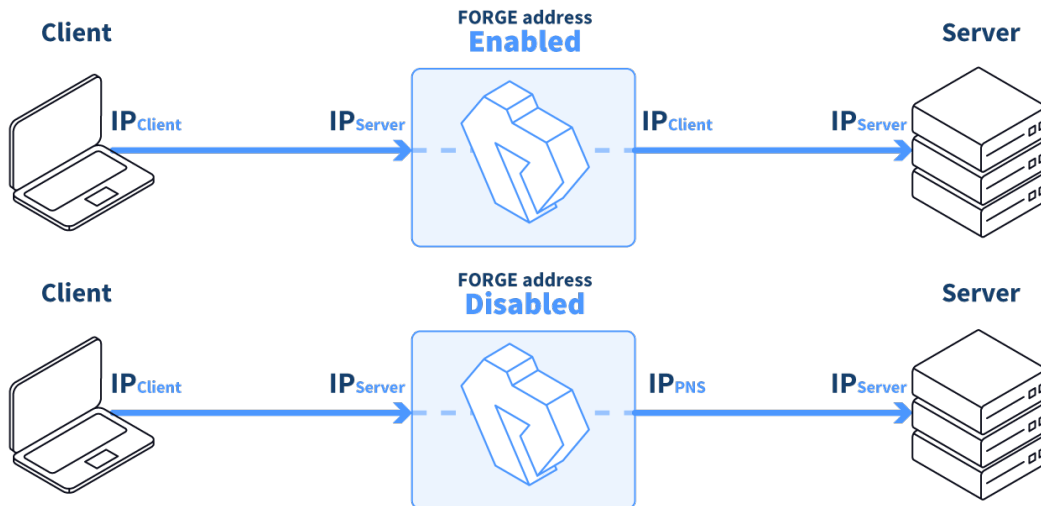 Client
FORGE address
Enabled
Server
IPClient
IPServer
IPClient
IPServer
Client
FORGE address
Disabled
Server
IPClient
IPServer
IPPNS
IPServer